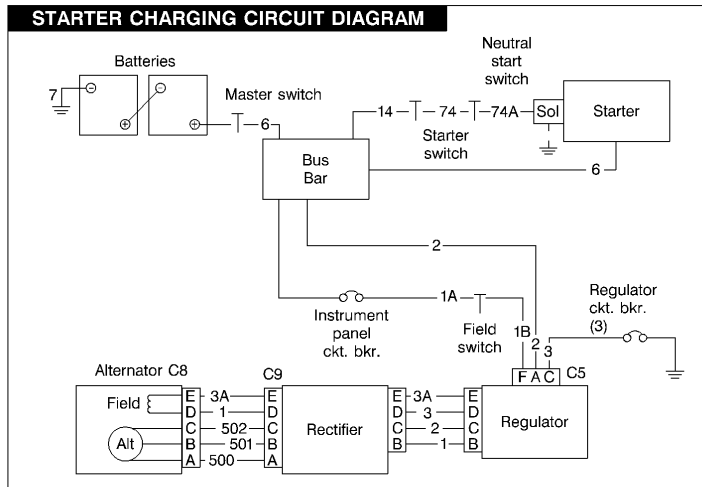 STARTER CHARGING CIRCUIT DIAGRAM
Batteries
7
Master switch
6
Neutral
start
switch
14
74
74A
Sol
Starter
Starter
switch
6
Bus
Bar
2
1A
Instrument
panel
ckt. bkr.
Field
switch
1B
2
3
Regulator
ckt. bkr.
(3)
F A C
C5
Alternator C8
C9
Field
Alt
E 3A E
D 1 D
C 502 C
B 501 B
A 500 A
Rectifier
E 3A E
D 3 D
C 2 C
B 1 B
Regulator